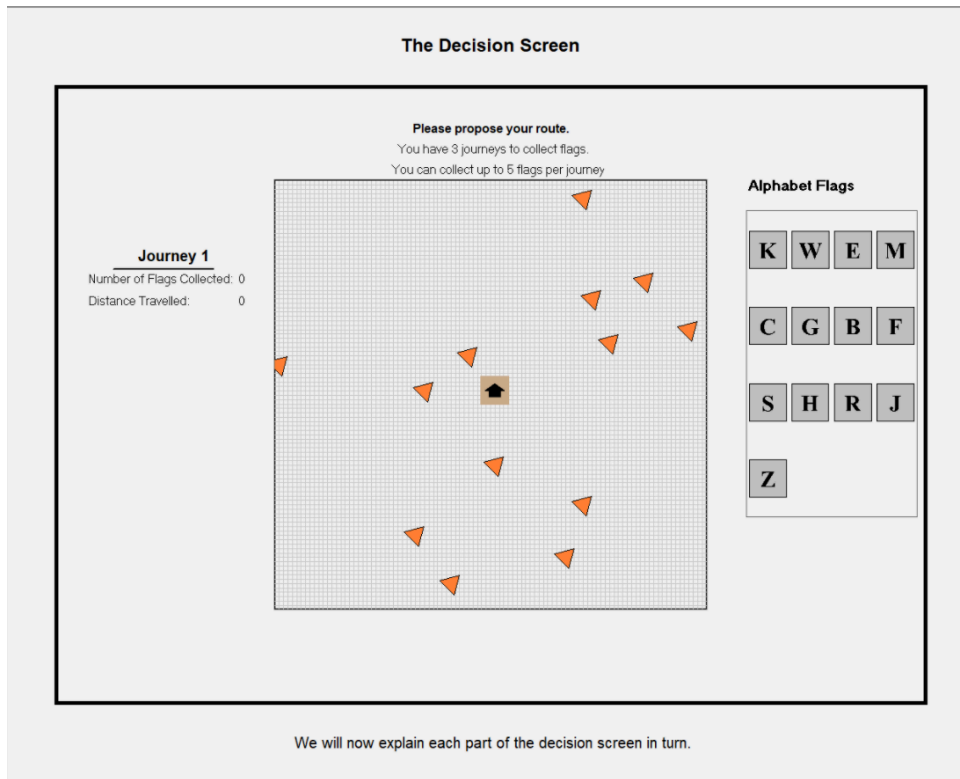 The Decision Screen
Please propose your route.
You have 3 journeys to collect flags.
You can collect up to 5 flags per journey
Alphabet Flags
Journey 1
Number of Flags Collected: 0
Distance Travelled: 0
K W E M
C G B F
S H R J
Z
We will now explain each part of the decision screen in turn.